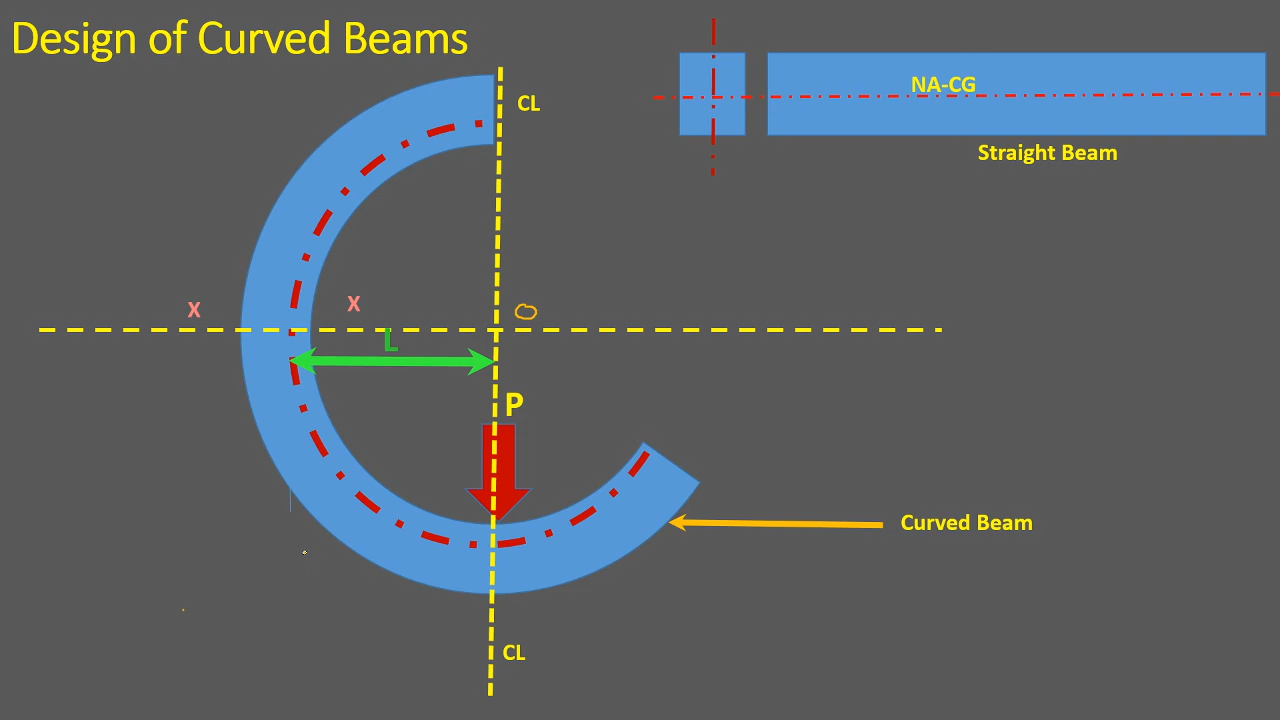 Design of Curved Beams
CL
NA-CG
Straight Beam
X
X
O
L
P
Curved Beam
CL